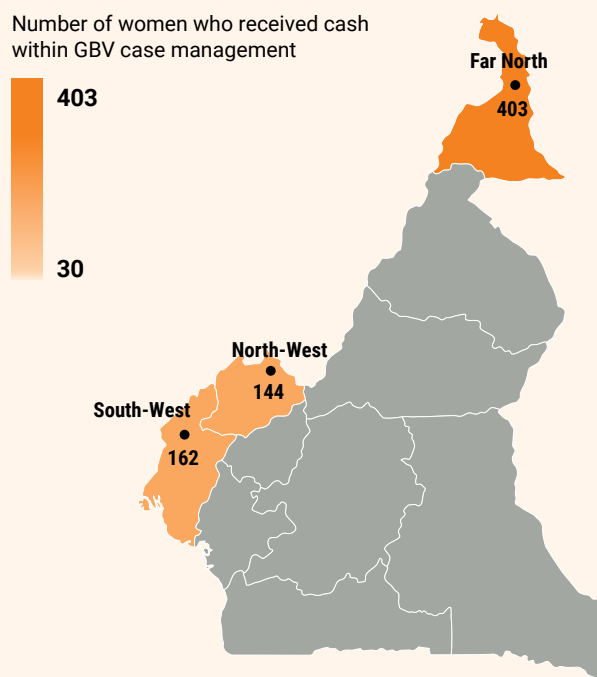 Number of women who received cash
within GBV case management
403
30
Far North
403
North-West
144
South-West
162